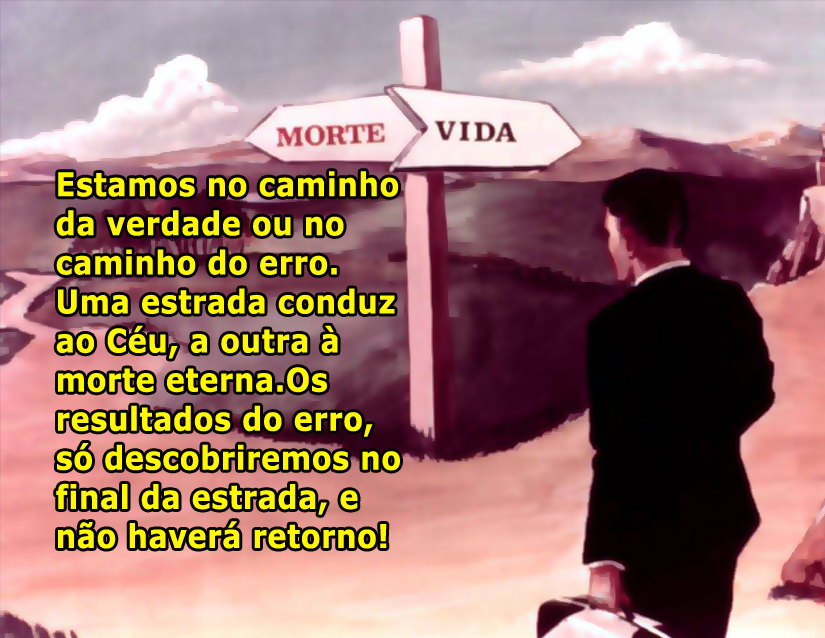 MORTE VIDA
Estamos no caminho
da verdade ou no
caminho do erro.
Uma estrada conduz
ao Céu, a outra à
morte eterna.Os
resultados do erro,
só descobriremos no
final da estrada, e
não haverá retorno!